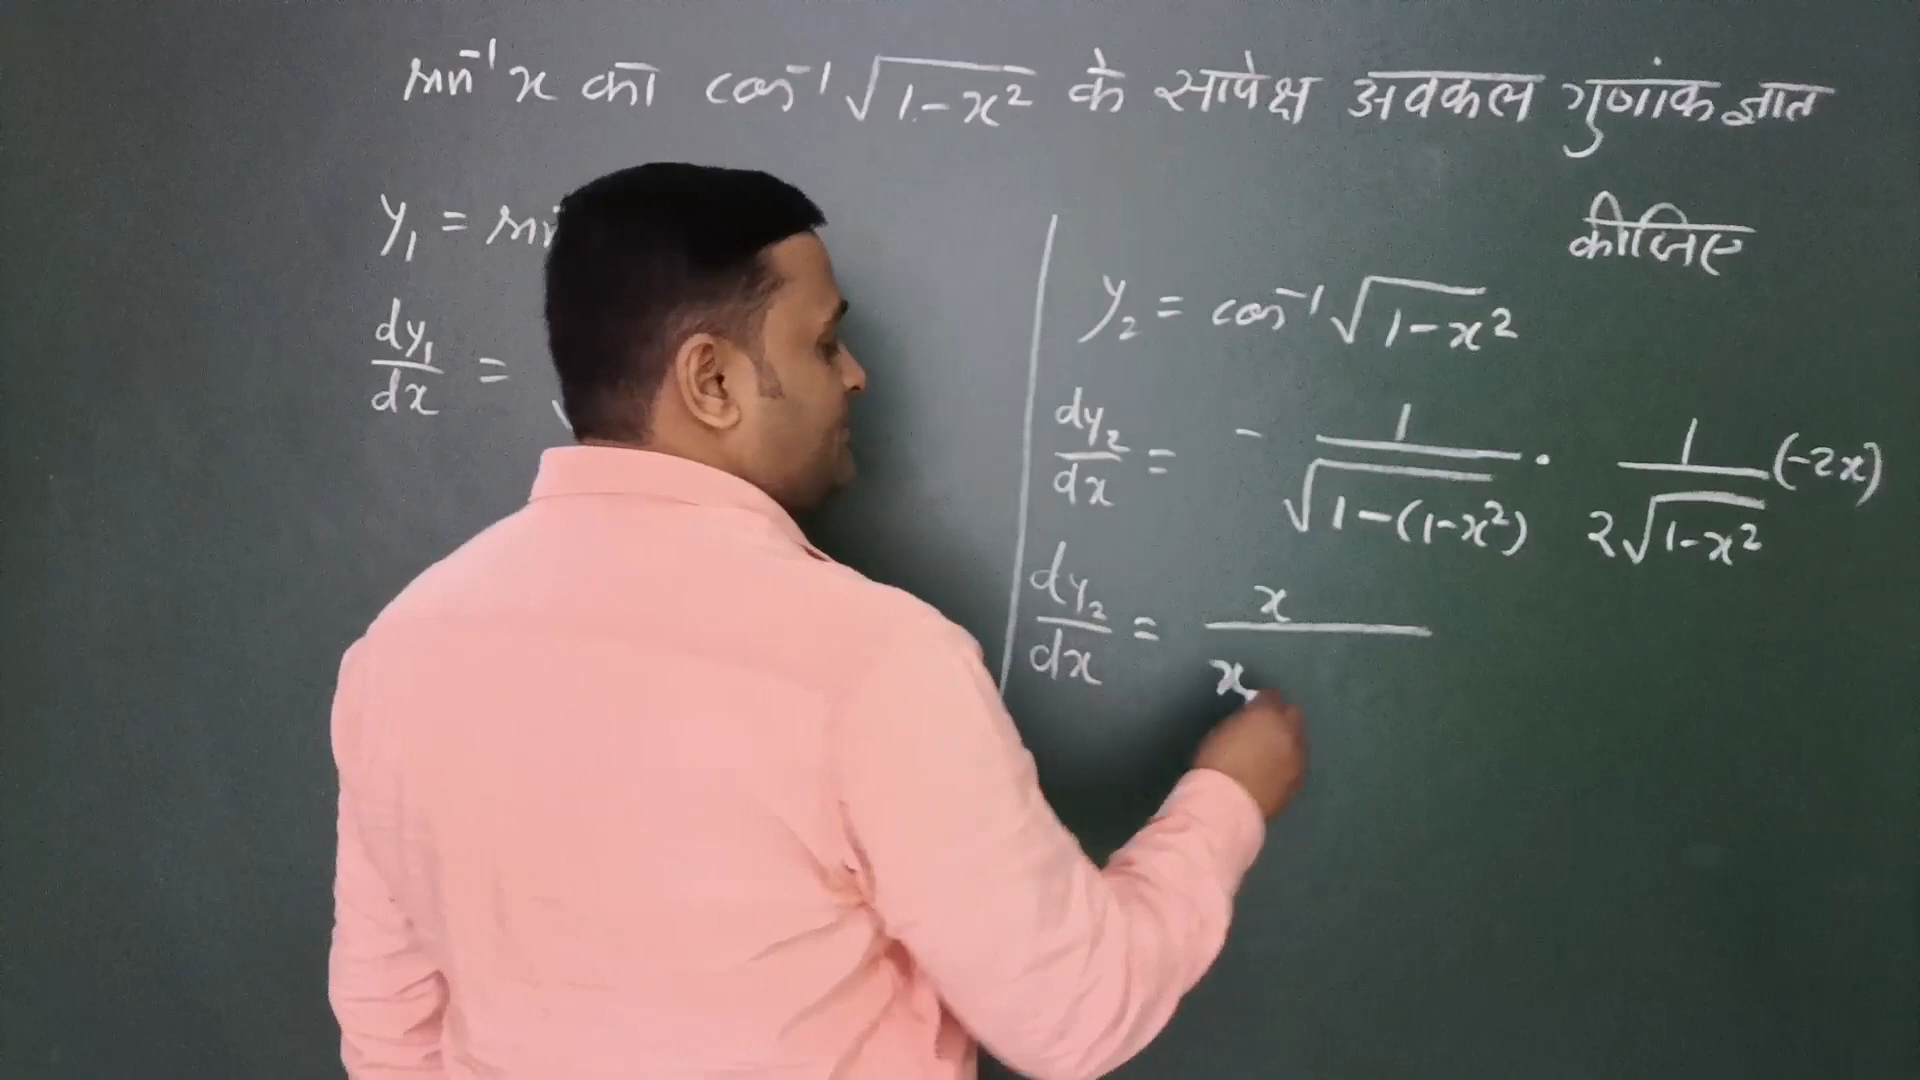 sin⁻¹x का cos⁻¹√(1-x²) के सापेक्ष अवकल गुणांक ज्ञात
कीजिए
y₁ =
dy₁/dx =
y₂ = cos⁻¹√(1-x²)
dy₂/dx = - 1/√(1-(1-x²)) · 1/(2√(1-x²)) (-2x)
dy₂/dx = x/x